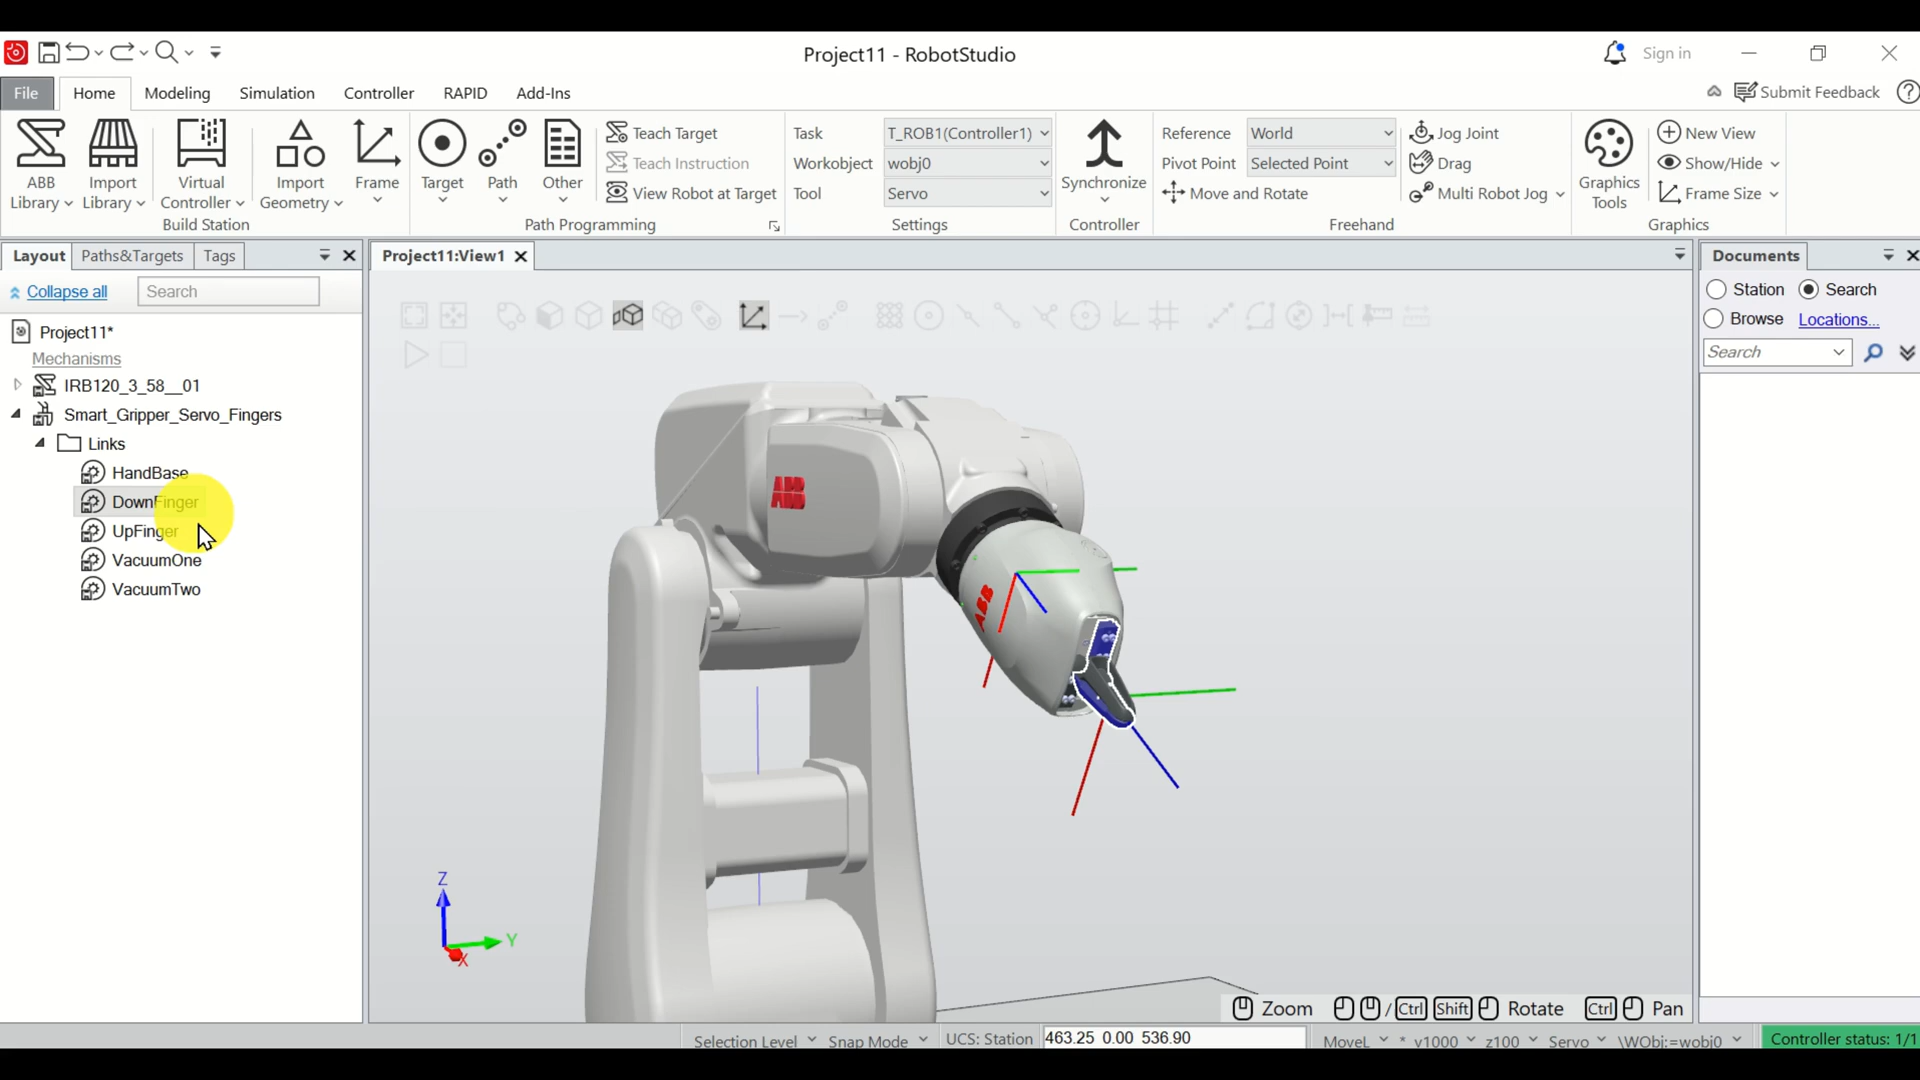 Project11 - RobotStudio
Sign in
File Home Modeling Simulation Controller RAPID Add-Ins
Submit Feedback
ABB Library
Import Library
Virtual Controller
Import Geometry
Frame
Build Station
Target
Path
Other
Teach Target
Teach Instruction
View Robot at Target
Path Programming
Task T_ROB1(Controller1)
Workobject wobj0
Tool Servo
Settings
Synchronize
Controller
Reference World
Pivot Point Selected Point
Move and Rotate
Jog Joint
Drag
Multi Robot Jog
Freehand
Graphics Tools
New View
Show/Hide
Frame Size
Graphics
Layout Paths&Targets Tags
Collapse all Search
Project11*
Mechanisms
IRB120_3_58__01
Smart_Gripper_Servo_Fingers
Links
HandBase
DownFinger
UpFinger
VacuumOne
VacuumTwo
Project11:View1
ABB
ABB
Z
Y
X
Zoom / Ctrl Shift Rotate Ctrl Pan
Documents
Station Search
Browse Locations...
Search
Selection Level Snap Mode UCS: Station 463.25 0.00 536.90 MoveL * v1000 z100 Servo \WObj:=wobj0 Controller status: 1/1